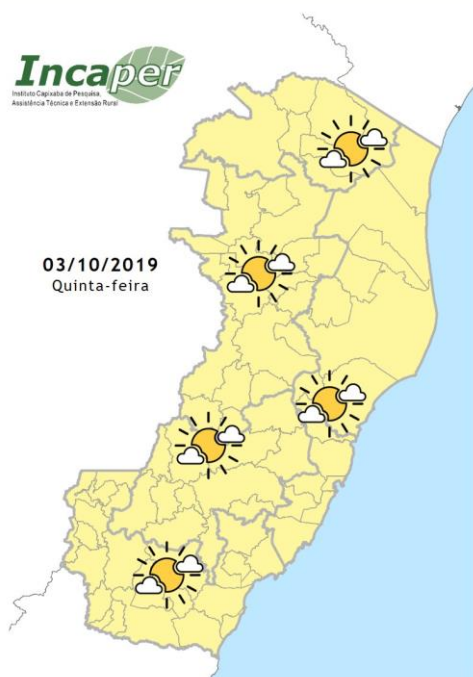 Incaper
Instituto Capixaba de Pesquisa,
Assistência Técnica e Extensão Rural
03/10/2019
Quinta-feira